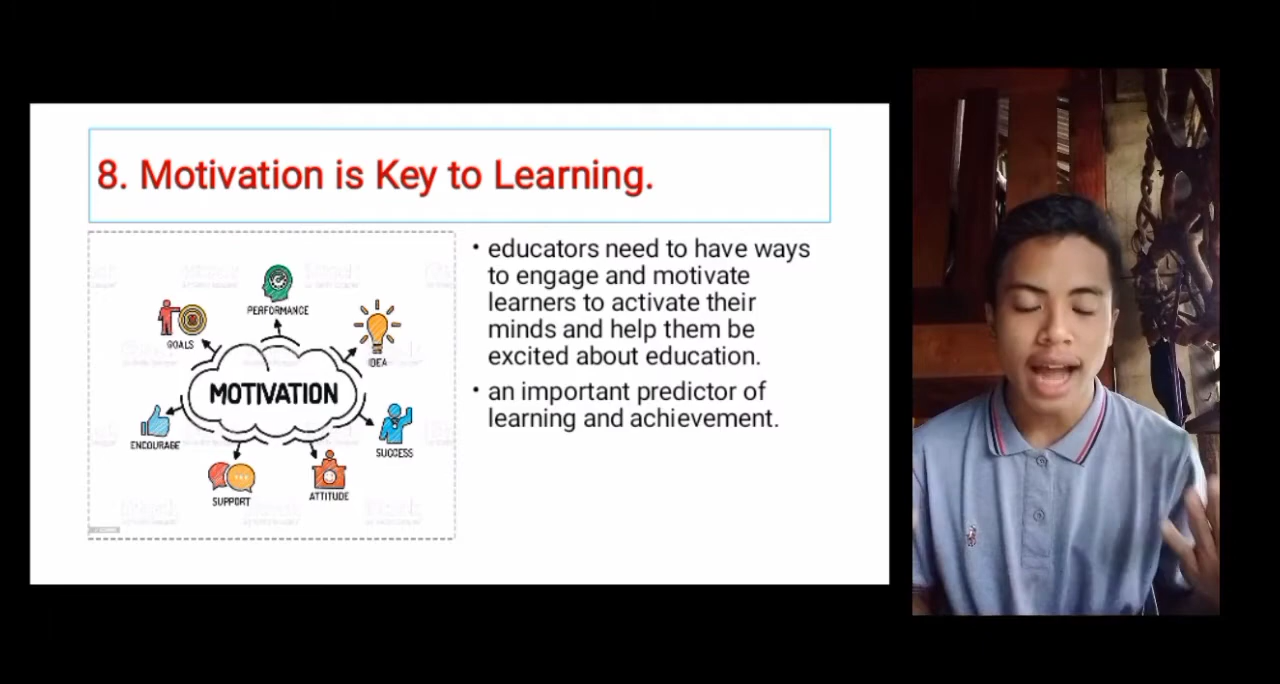 8. Motivation is Key to Learning.
PERFORMANCE
GOALS
IDEA
MOTIVATION
ENCOURAGE
SUCCESS
SUPPORT
ATTITUDE
• educators need to have ways
to engage and motivate
learners to activate their
minds and help them be
excited about education.
• an important predictor of
learning and achievement.